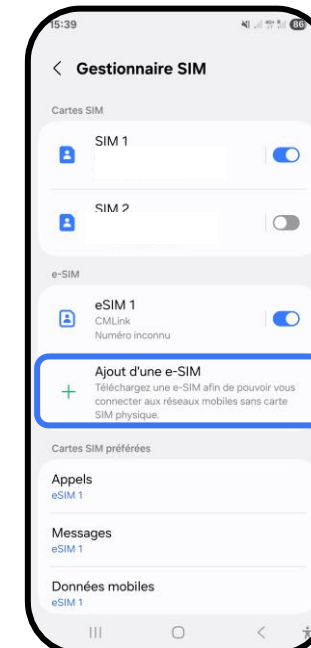 15:39
86
Gestionnaire SIM
Cartes SIM
SIM 1
SIM 2
e-SIM
eSIM 1
CMLink
Numéro inconnu
Ajout d'une e-SIM
Téléchargez une e-SIM afin de pouvoir vous
connecter aux réseaux mobiles sans carte
SIM physique.
Cartes SIM préférées
Appels
eSIM 1
Messages
eSIM 1
Données mobiles
eSIM 1